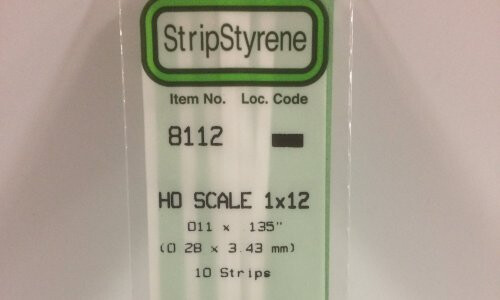 StripStyrene
Item No. Loc. Code
8112
HO SCALE 1x12
011 x 135"
(0 28 x 3.43 mm)
10 Strips